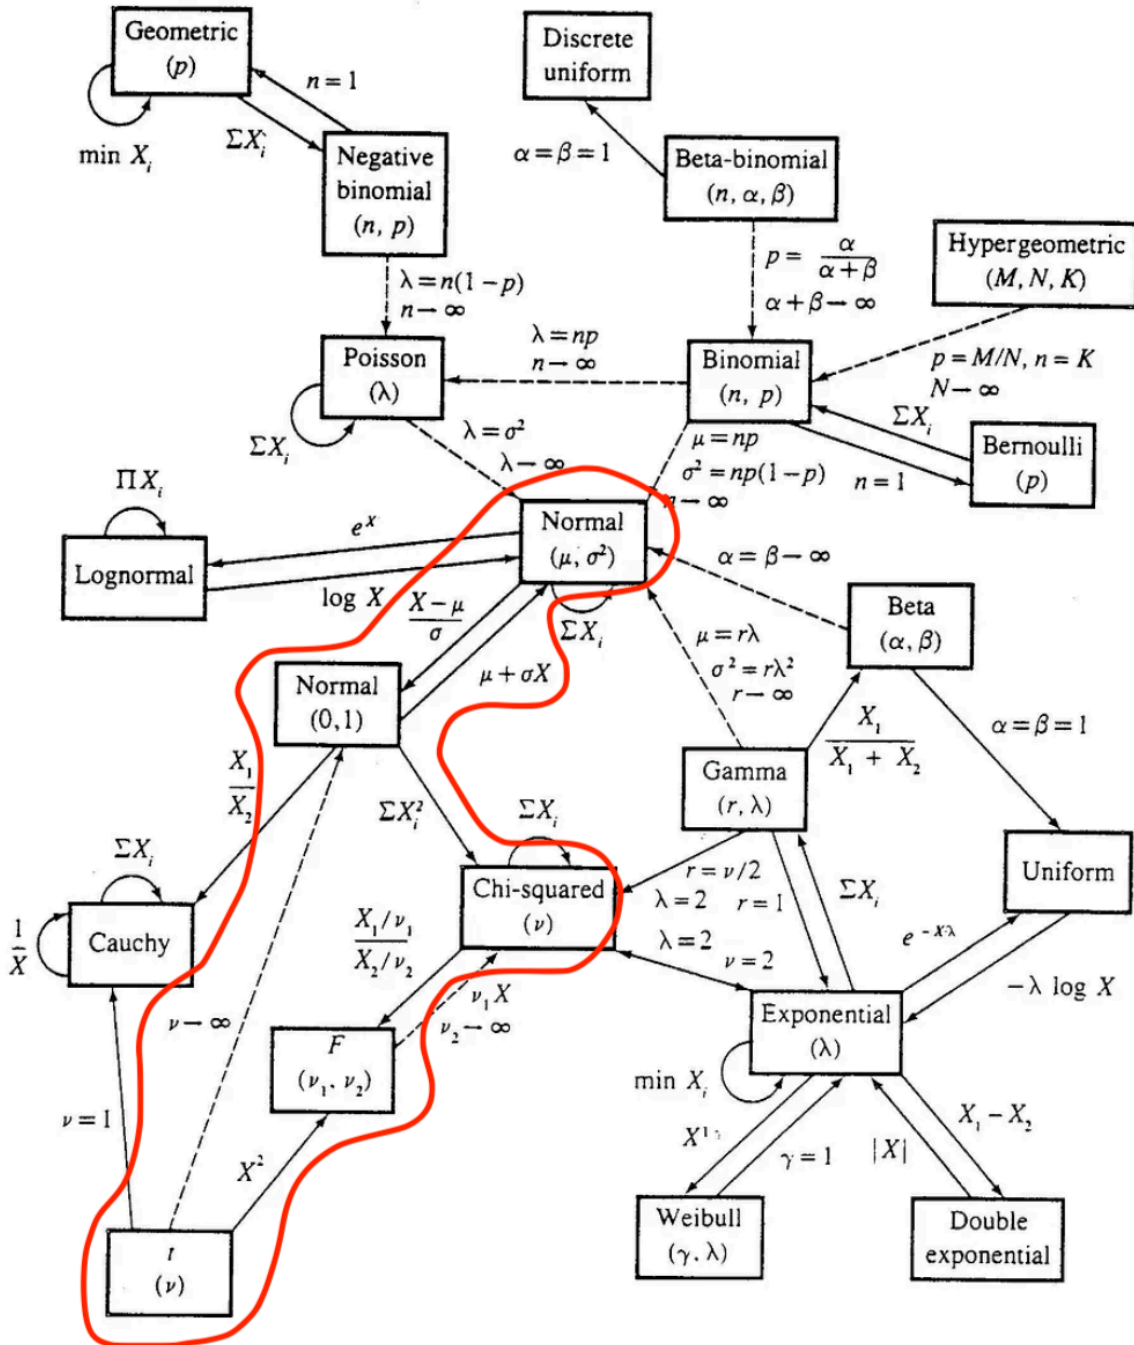 Geometric
(p)
n = 1
min X_i
ΣX_i
Negative
binomial
(n, p)
Discrete
uniform
α = β = 1
Beta-binomial
(n, α, β)
Hypergeometric
(M, N, K)
λ = n(1 − p)
n → ∞
p = α / (α + β)
α + β → ∞
Poisson
(λ)
ΣX_i
λ = np
n → ∞
Binomial
(n, p)
p = M/N, n = K
N → ∞
ΣX_i
Bernoulli
(p)
n = 1
λ = σ²
λ → ∞
μ = np
σ² = np(1 − p)
n → ∞
ΠX_i
Lognormal
e^X
log X
Normal
(μ, σ²)
ΣX_i
α = β → ∞
Beta
(α, β)
(X − μ) / σ
μ + σX
μ = rλ
σ² = rλ²
r → ∞
Normal
(0,1)
X_1 / (X_1 + X_2)
α = β = 1
Gamma
(r, λ)
X_1 / X_2
ΣX_i²
ΣX_i
Uniform
ΣX_i
Cauchy
1 / X
Chi-squared
(ν)
r = ν/2
λ = 2
r = 1
ΣX_i
(X_1/ν_1) / (X_2/ν_2)
λ = 2
ν = 2
−λ log X
ν_1 X
ν_2 → ∞
ν → ∞
F
(ν_1, ν_2)
Exponential
(λ)
min X_i
ν = 1
X²
γ = 1
|X|
X_1 − X_2
t
(ν)
Weibull
(γ, λ)
Double
exponential